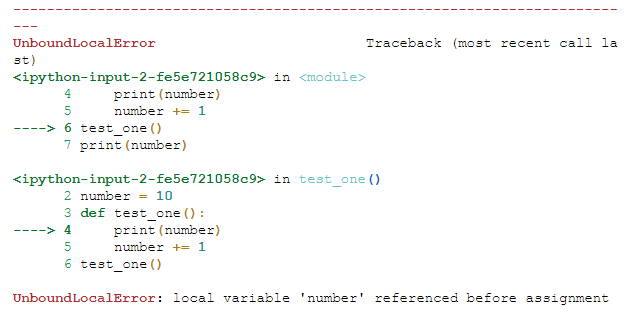 ---------------------------------------------------------------------------
UnboundLocalError                         Traceback (most recent call la
st)
<ipython-input-2-fe5e721058c9> in <module>
      4     print(number)
      5     number += 1
----> 6 test_one()
      7 print(number)
<ipython-input-2-fe5e721058c9> in test_one()
      2 number = 10
      3 def test_one():
----> 4     print(number)
      5     number += 1
      6 test_one()
UnboundLocalError: local variable 'number' referenced before assignment